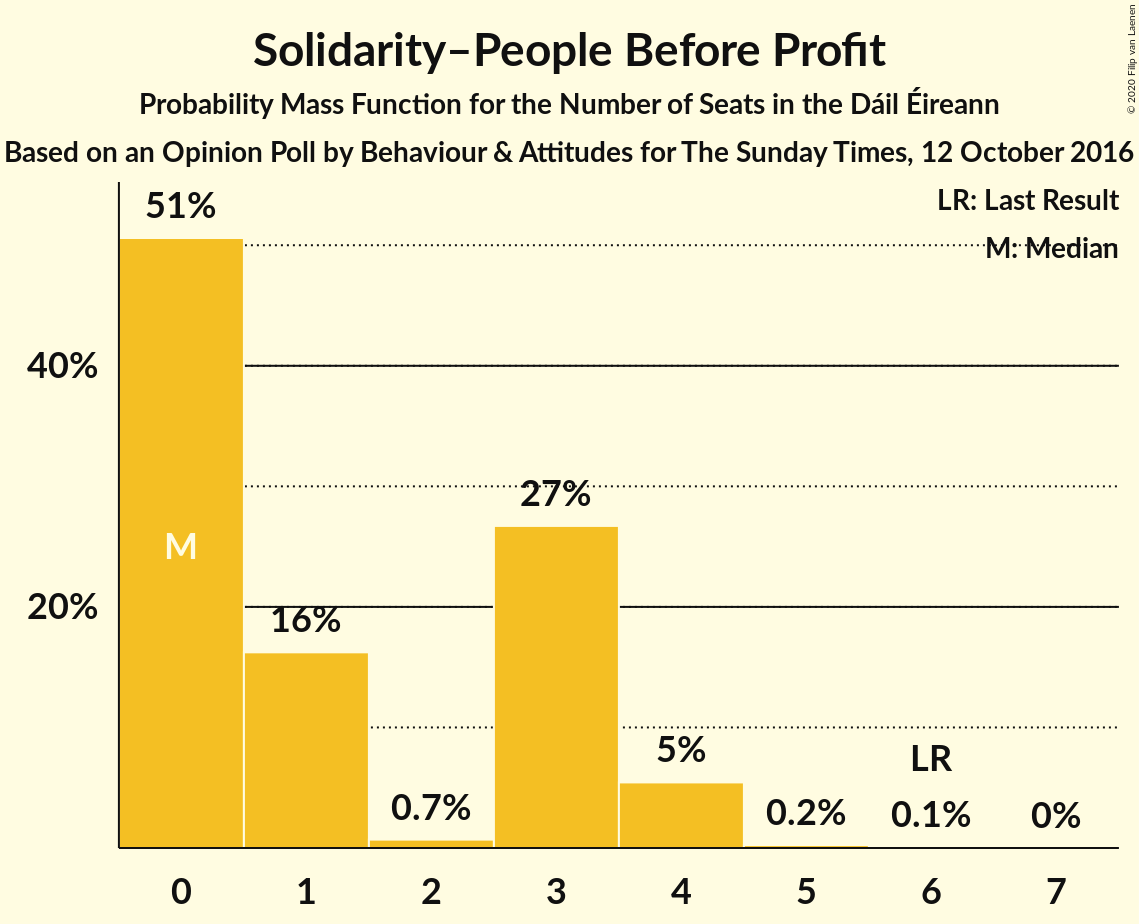 Solidarity–People Before Profit
Probability Mass Function for the Number of Seats in the Dáil Éireann
Based on an Opinion Poll by Behaviour & Attitudes for The Sunday Times, 12 October 2016
© 2020 Filip van Laenen
LR: Last Result
M: Median
51%
40%
27%
M
20%
16%
5%
LR
0.7%
0.2%
0.1%
0%
0 1 2 3 4 5 6 7